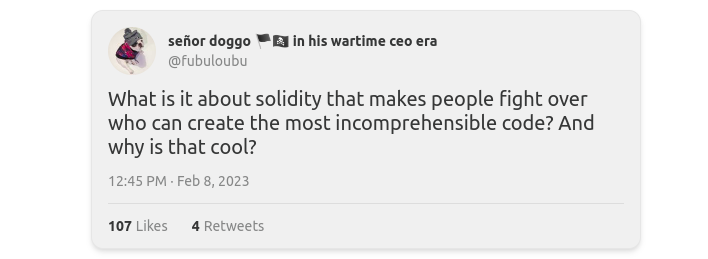 señor doggo 🏴🏴‍☠️ in his wartime ceo era
@fubuloubu
What is it about solidity that makes people fight over
who can create the most incomprehensible code? And
why is that cool?
12:45 PM · Feb 8, 2023
107 Likes 4 Retweets